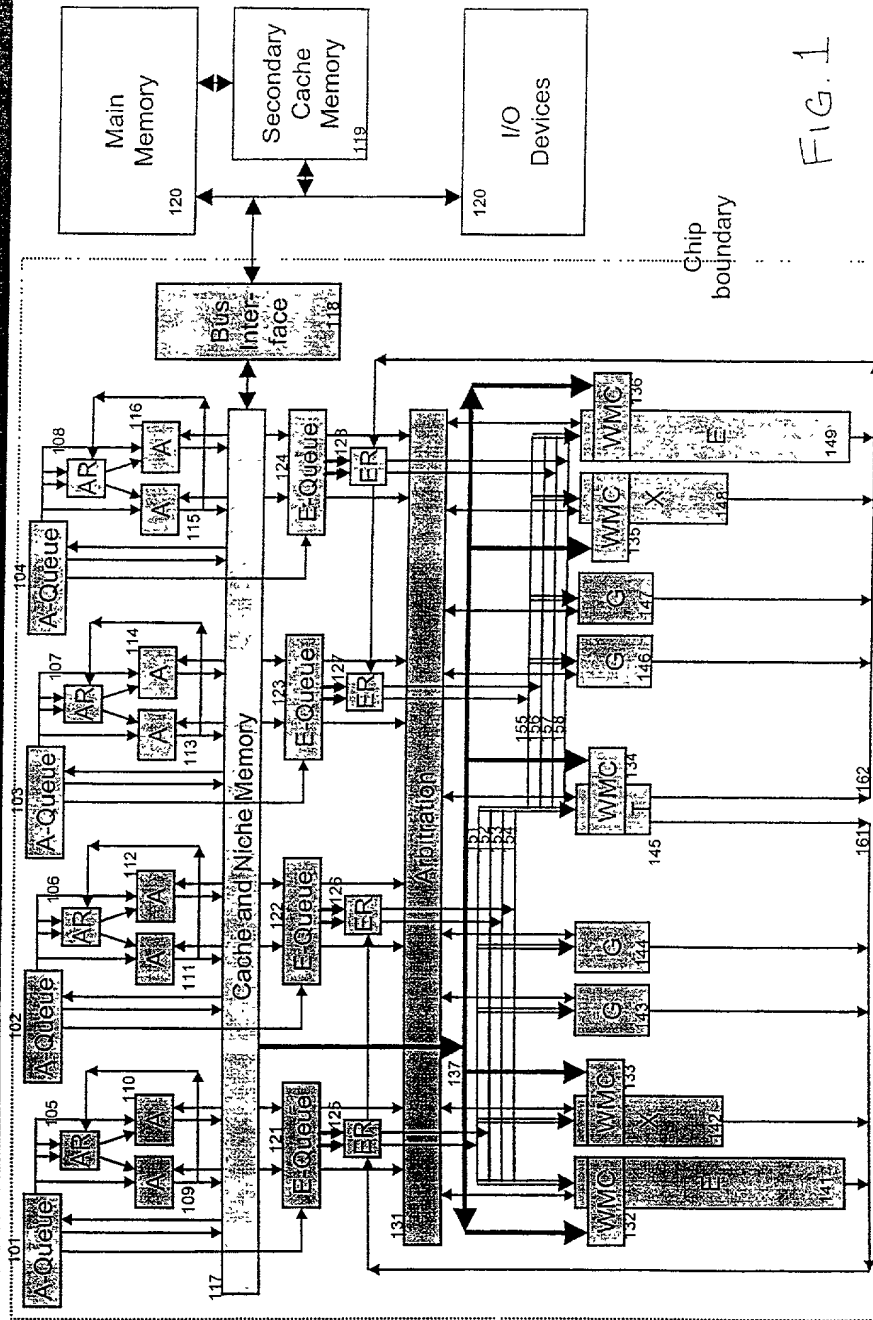 101
A-Queue
102
A-Queue
103
A-Queue
104
A-Queue
105
AR
106
AR
107
AR
108
AR
A
109
A
110
A
111
A
112
A
113
A
114
A
115
A
116
117
Cache and Niche Memory
Bus
Inter-
face
118
Main
Memory
120
Secondary
Cache
Memory
119
I/O
Devices
120
121
E-Queue
122
E-Queue
123
E-Queue
124
E-Queue
125
ER
126
ER
127
ER
128
ER
131
Arbitration
137
151
152
153
154
155
156
157
158
WMC
132
E
141
WMC
133
X
142
G
143
G
144
WMC
134
T
145
G
146
G
147
WMC
135
X
148
WMC
136
E
149
161
162
Chip
boundary
FIG. 1